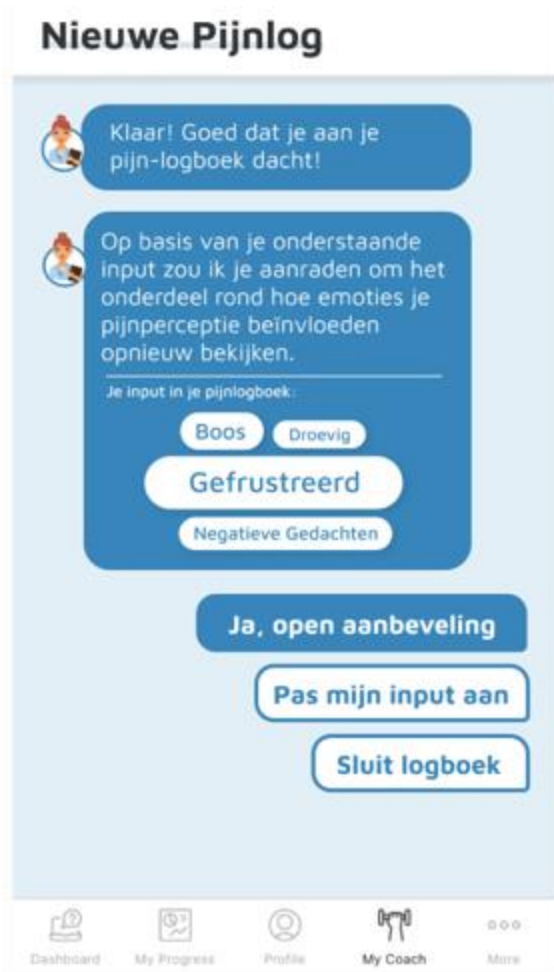 Nieuwe Pijnlog
Klaar! Goed dat je aan je
pijn-logboek dacht!
Op basis van je onderstaande
input zou ik je aanraden om het
onderdeel rond hoe emoties je
pijnperceptie beïnvloeden
opnieuw bekijken.
Je input in je pijnlogboek:
Boos
Droevig
Gefrustreerd
Negatieve Gedachten
Ja, open aanbeveling
Pas mijn input aan
Sluit logboek
Dashboard My Progress Profile My Coach More